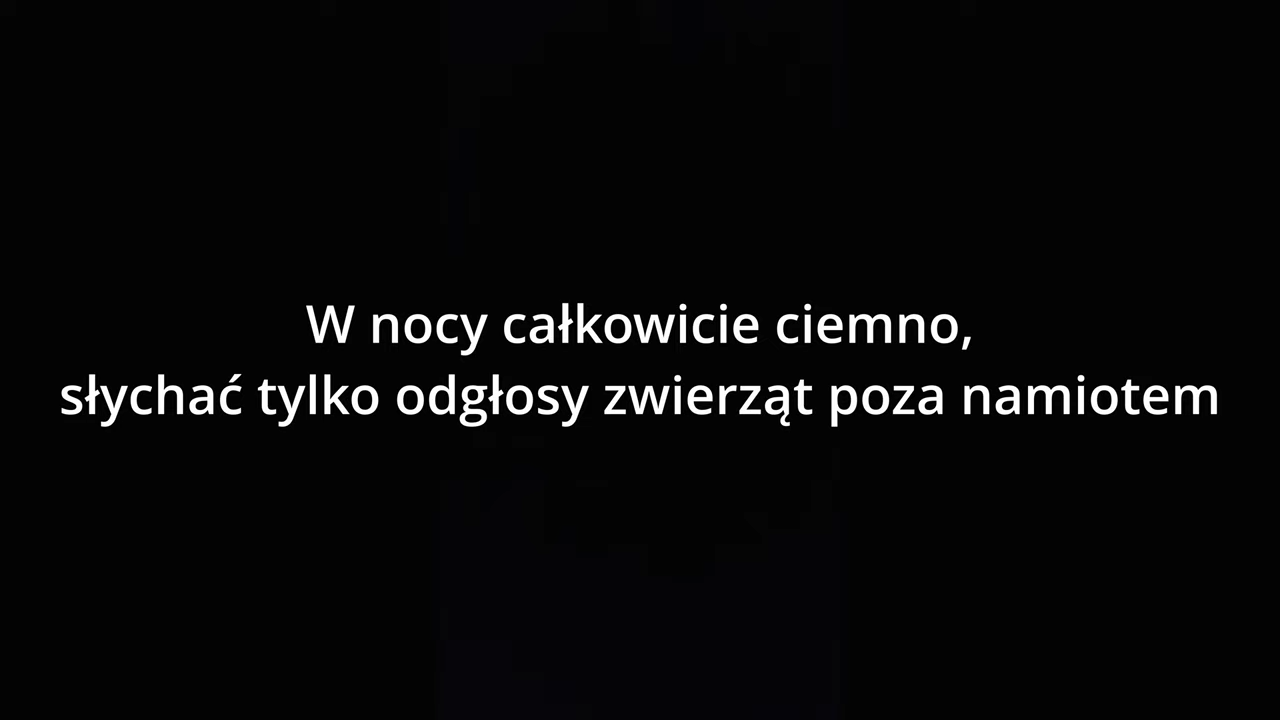 W nocy całkowicie ciemno,
słychać tylko odgłosy zwierząt poza namiotem